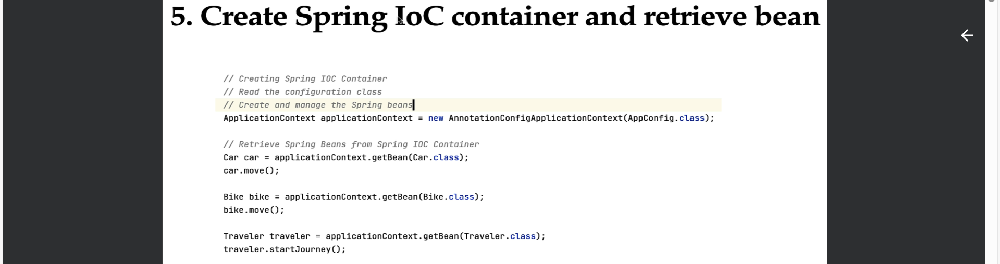 5. Create Spring IoC container and retrieve bean
// Creating Spring IOC Container
// Read the configuration class
// Create and manage the Spring beans
ApplicationContext applicationContext = new AnnotationConfigApplicationContext(AppConfig.class);
// Retrieve Spring Beans from Spring IOC Container
Car car = applicationContext.getBean(Car.class);
car.move();
Bike bike = applicationContext.getBean(Bike.class);
bike.move();
Traveler traveler = applicationContext.getBean(Traveler.class);
traveler.startJourney();